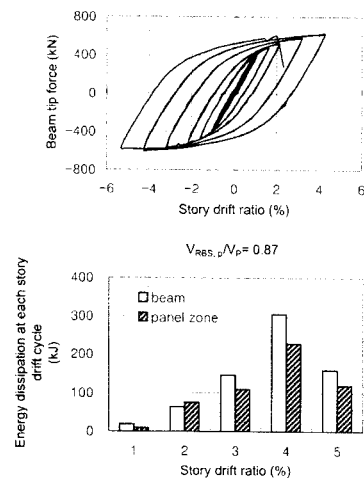 800
400
0
-400
-800
Beam tip force (kN)
-6 -4 -2 0 2 4 6
Story drift ratio (%)
V_RBS, p/V_P= 0.87
400
300
200
100
0
Energy dissipation at each story
drift cycle
(kJ)
beam
panel zone
1 2 3 4 5
Story drift ratio (%)